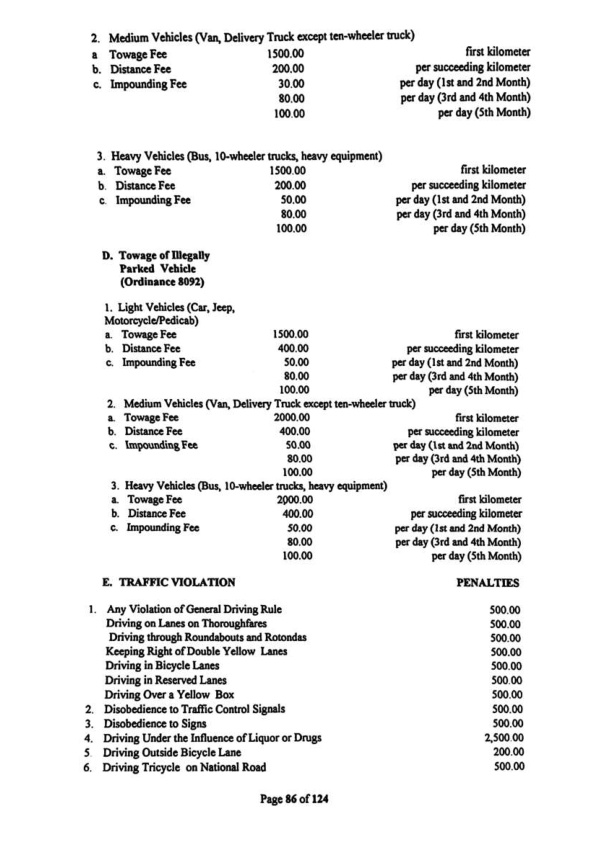 2. Medium Vehicles (Van, Delivery Truck except ten-wheeler truck)
a Towage Fee 1500.00 first kilometer
b. Distance Fee 200.00 per succeeding kilometer
c. Impounding Fee 30.00 per day (1st and 2nd Month)
80.00 per day (3rd and 4th Month)
100.00 per day (5th Month)
3. Heavy Vehicles (Bus, 10-wheeler trucks, heavy equipment)
a. Towage Fee 1500.00 first kilometer
b. Distance Fee 200.00 per succeeding kilometer
c. Impounding Fee 50.00 per day (1st and 2nd Month)
80.00 per day (3rd and 4th Month)
100.00 per day (5th Month)
D. Towage of Illegally
Parked Vehicle
(Ordinance 8092)
1. Light Vehicles (Car, Jeep,
Motorcycle/Pedicab)
a. Towage Fee 1500.00 first kilometer
b. Distance Fee 400.00 per succeeding kilometer
c. Impounding Fee 50.00 per day (1st and 2nd Month)
80.00 per day (3rd and 4th Month)
100.00 per day (5th Month)
2. Medium Vehicles (Van, Delivery Truck except ten-wheeler truck)
a. Towage Fee 2000.00 first kilometer
b. Distance Fee 400.00 per succeeding kilometer
c. Impounding Fee 50.00 per day (1st and 2nd Month)
80.00 per day (3rd and 4th Month)
100.00 per day (5th Month)
3. Heavy Vehicles (Bus, 10-wheeler trucks, heavy equipment)
a. Towage Fee 2000.00 first kilometer
b. Distance Fee 400.00 per succeeding kilometer
c. Impounding Fee 50.00 per day (1st and 2nd Month)
80.00 per day (3rd and 4th Month)
100.00 per day (5th Month)
E. TRAFFIC VIOLATION PENALTIES
1. Any Violation of General Driving Rule 500.00
Driving on Lanes on Thoroughfares 500.00
Driving through Roundabouts and Rotondas 500.00
Keeping Right of Double Yellow Lanes 500.00
Driving in Bicycle Lanes 500.00
Driving in Reserved Lanes 500.00
Driving Over a Yellow Box 500.00
2. Disobedience to Traffic Control Signals 500.00
3. Disobedience to Signs 500.00
4. Driving Under the Influence of Liquor or Drugs 2,500.00
5. Driving Outside Bicycle Lane 200.00
6. Driving Tricycle on National Road 500.00
Page 86 of 124